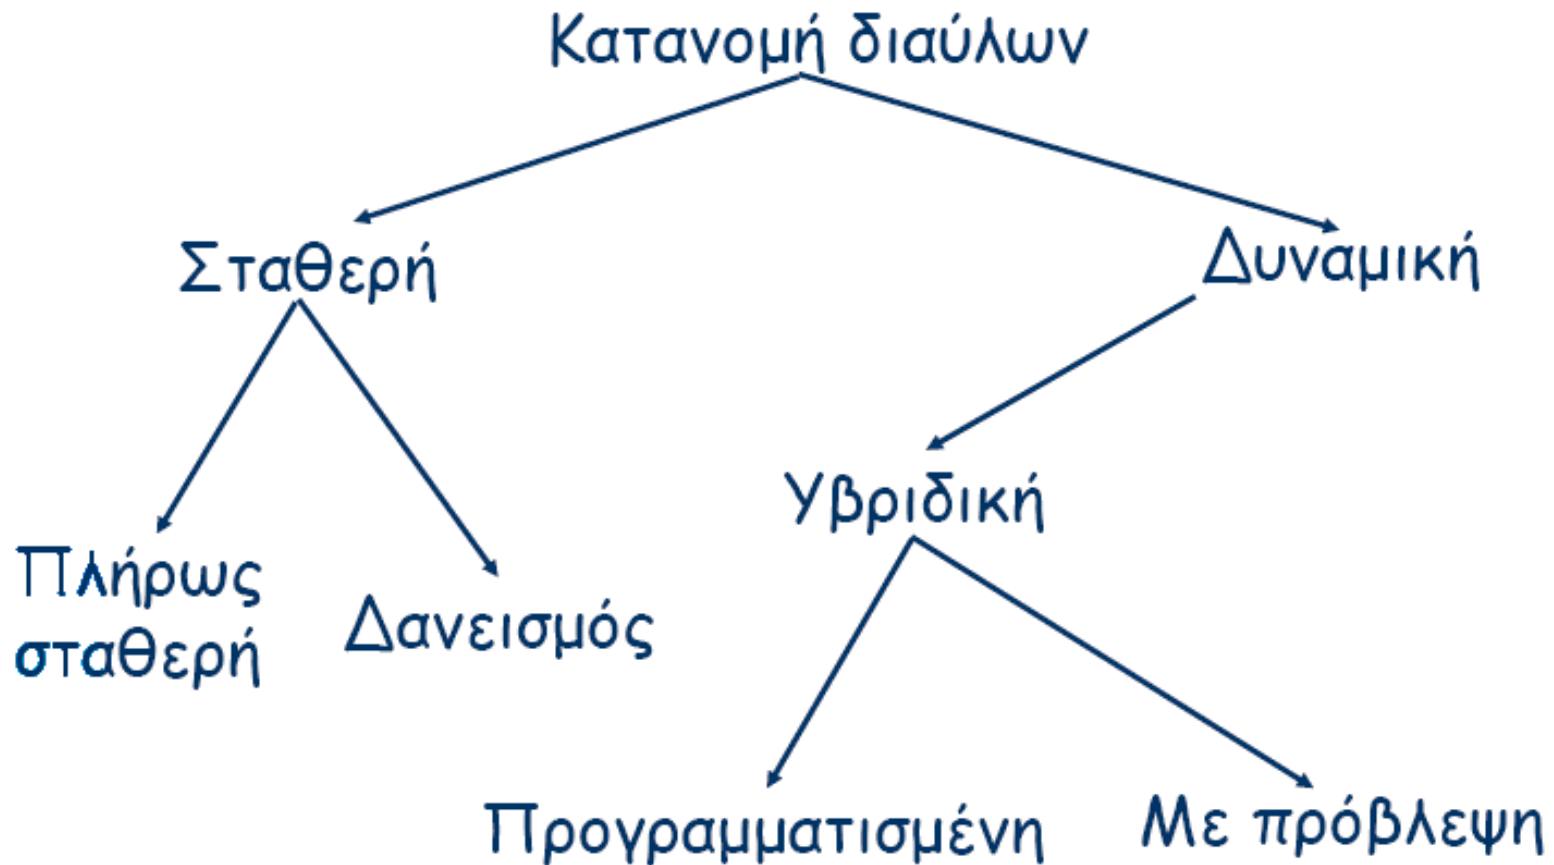 Κατανομή διαύλων
Σταθερή
Δυναμική
Υβριδική
Πλήρως
σταθερή
Δανεισμός
Προγραμματισμένη
Με πρόβλεψη